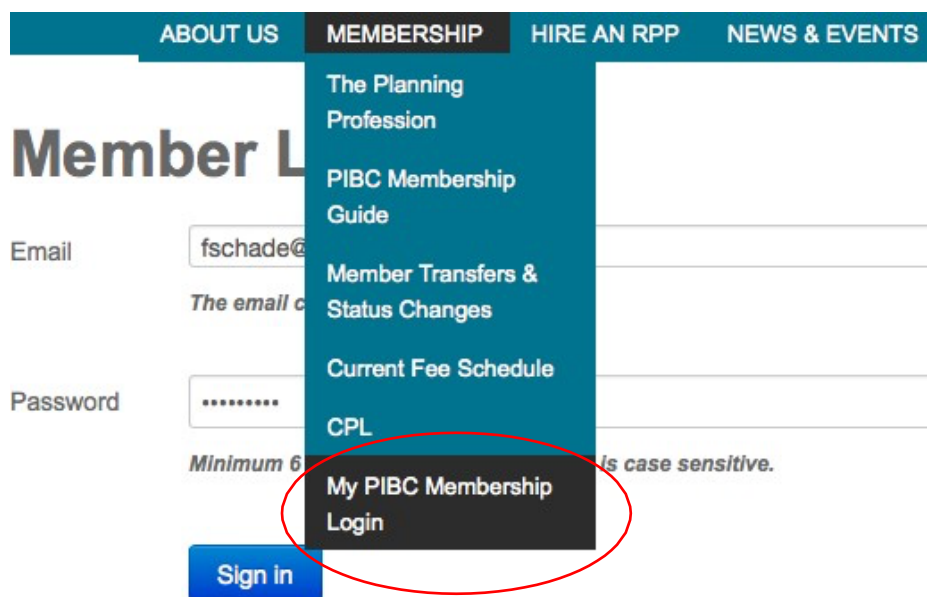 ABOUT US MEMBERSHIP HIRE AN RPP NEWS & EVENTS
The Planning
Profession
Member L
PIBC Membership
Guide
Email fschade@
Member Transfers &
The email c
Status Changes
Current Fee Schedule
Password •••••••••
CPL
Minimum 6 is case sensitive.
My PIBC Membership
Login
Sign in